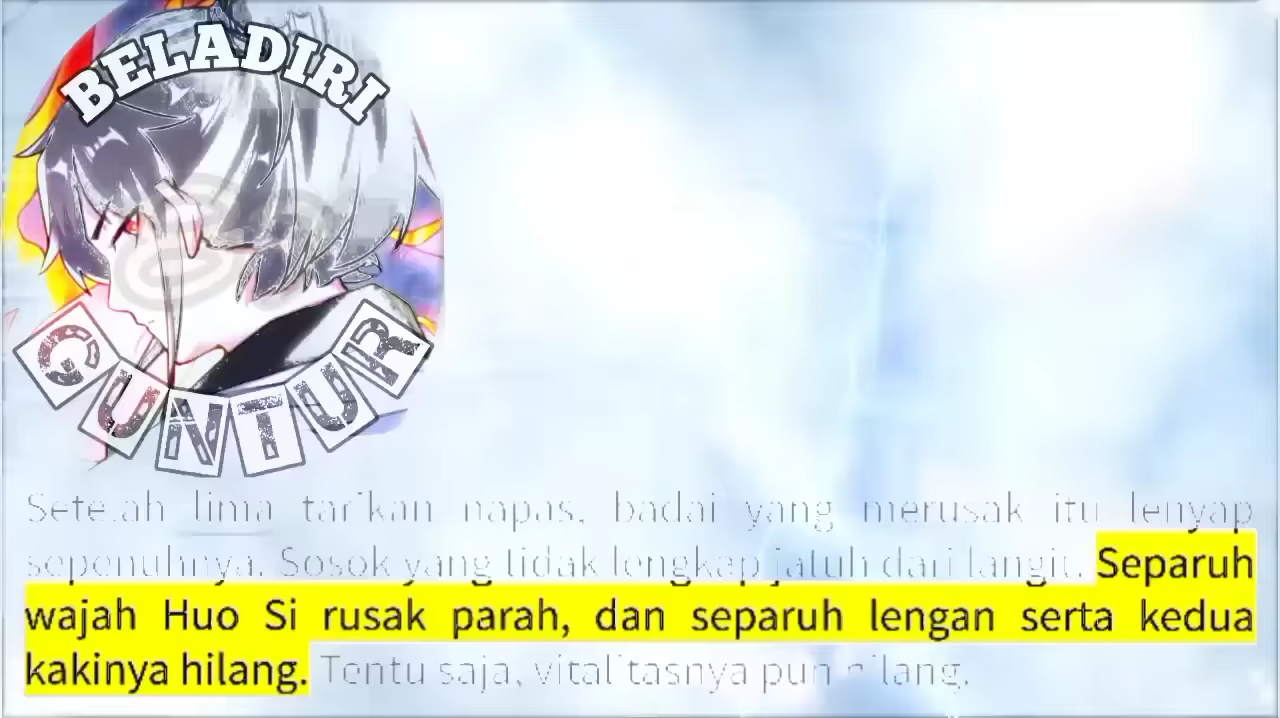 BELADIRI
GUNTUR
Setelah lima tarikan napas, badai yang merusak itu lenyap
sepenuhnya. Sosok yang tidak lengkap jatuh dari langit. Separuh
wajah Huo Si rusak parah, dan separuh lengan serta kedua
kakinya hilang. Tentu saja, vitalitasnya pun hilang.